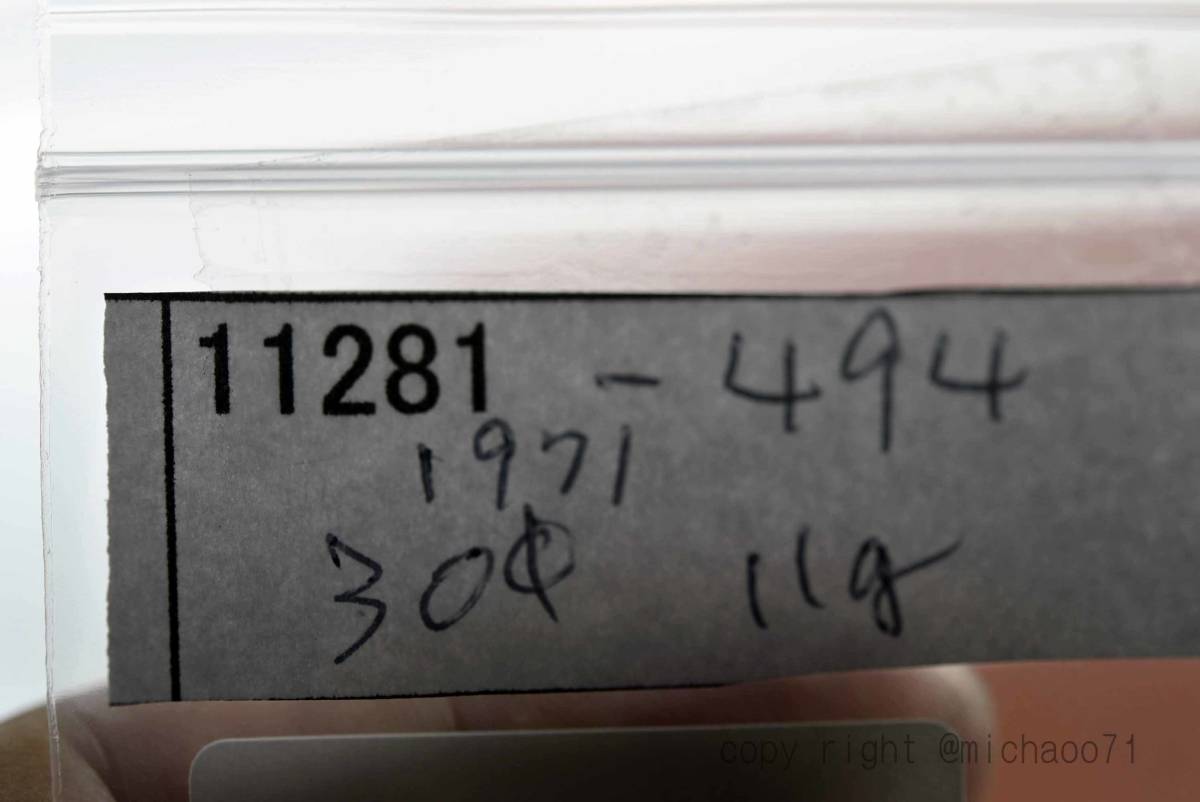 11281 - 494
1971
30φ 11g
copy right @michaoo71